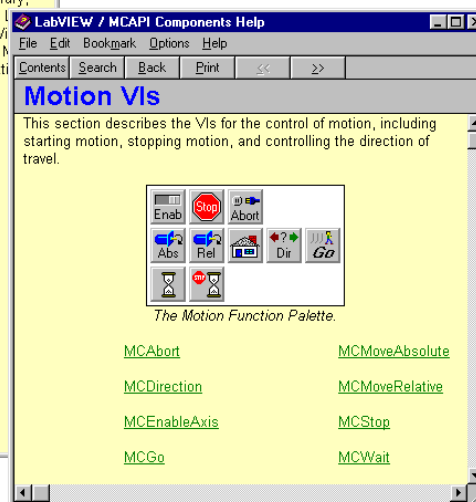 LabVIEW / MCAPI Components Help
File Edit Bookmark Options Help
Contents Search Back Print << >>
Motion VIs
This section describes the VIs for the control of motion, including
starting motion, stopping motion, and controlling the direction of
travel.
Enab Stop Abort
Abs Rel Dir Go
STOP
The Motion Function Palette.
MCAbort MCMoveAbsolute
MCDirection MCMoveRelative
MCEnableAxis MCStop
MCGo MCWait